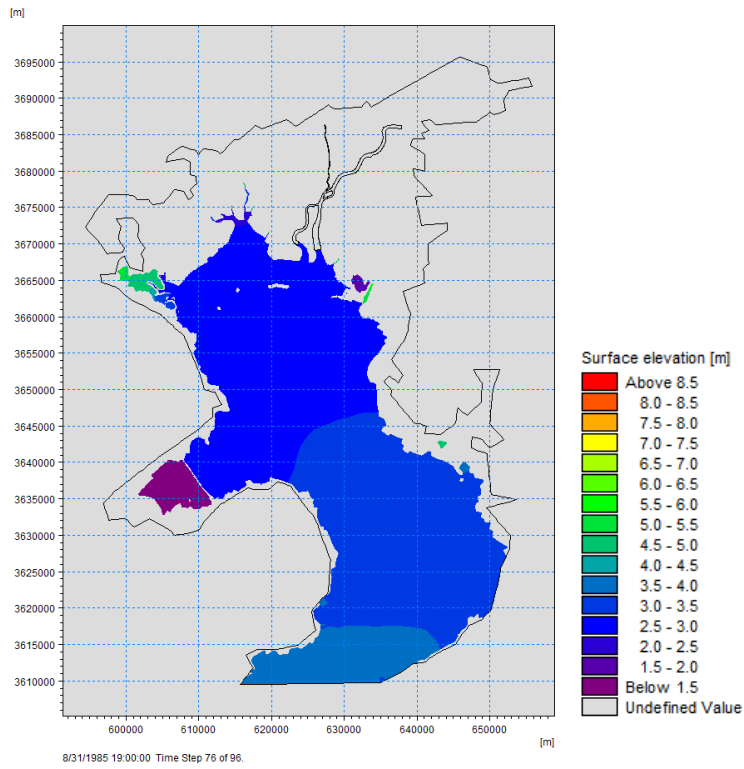 [m]
3695000
3690000
3685000
3680000
3675000
3670000
3665000
3660000
3655000
3650000
3645000
3640000
3635000
3630000
3625000
3620000
3615000
3610000
600000 610000 620000 630000 640000 650000
[m]
8/31/1985 19:00:00 Time Step 76 of 96.
Surface elevation [m]
Above 8.5
8.0 - 8.5
7.5 - 8.0
7.0 - 7.5
6.5 - 7.0
6.0 - 6.5
5.5 - 6.0
5.0 - 5.5
4.5 - 5.0
4.0 - 4.5
3.5 - 4.0
3.0 - 3.5
2.5 - 3.0
2.0 - 2.5
1.5 - 2.0
Below 1.5
Undefined Value